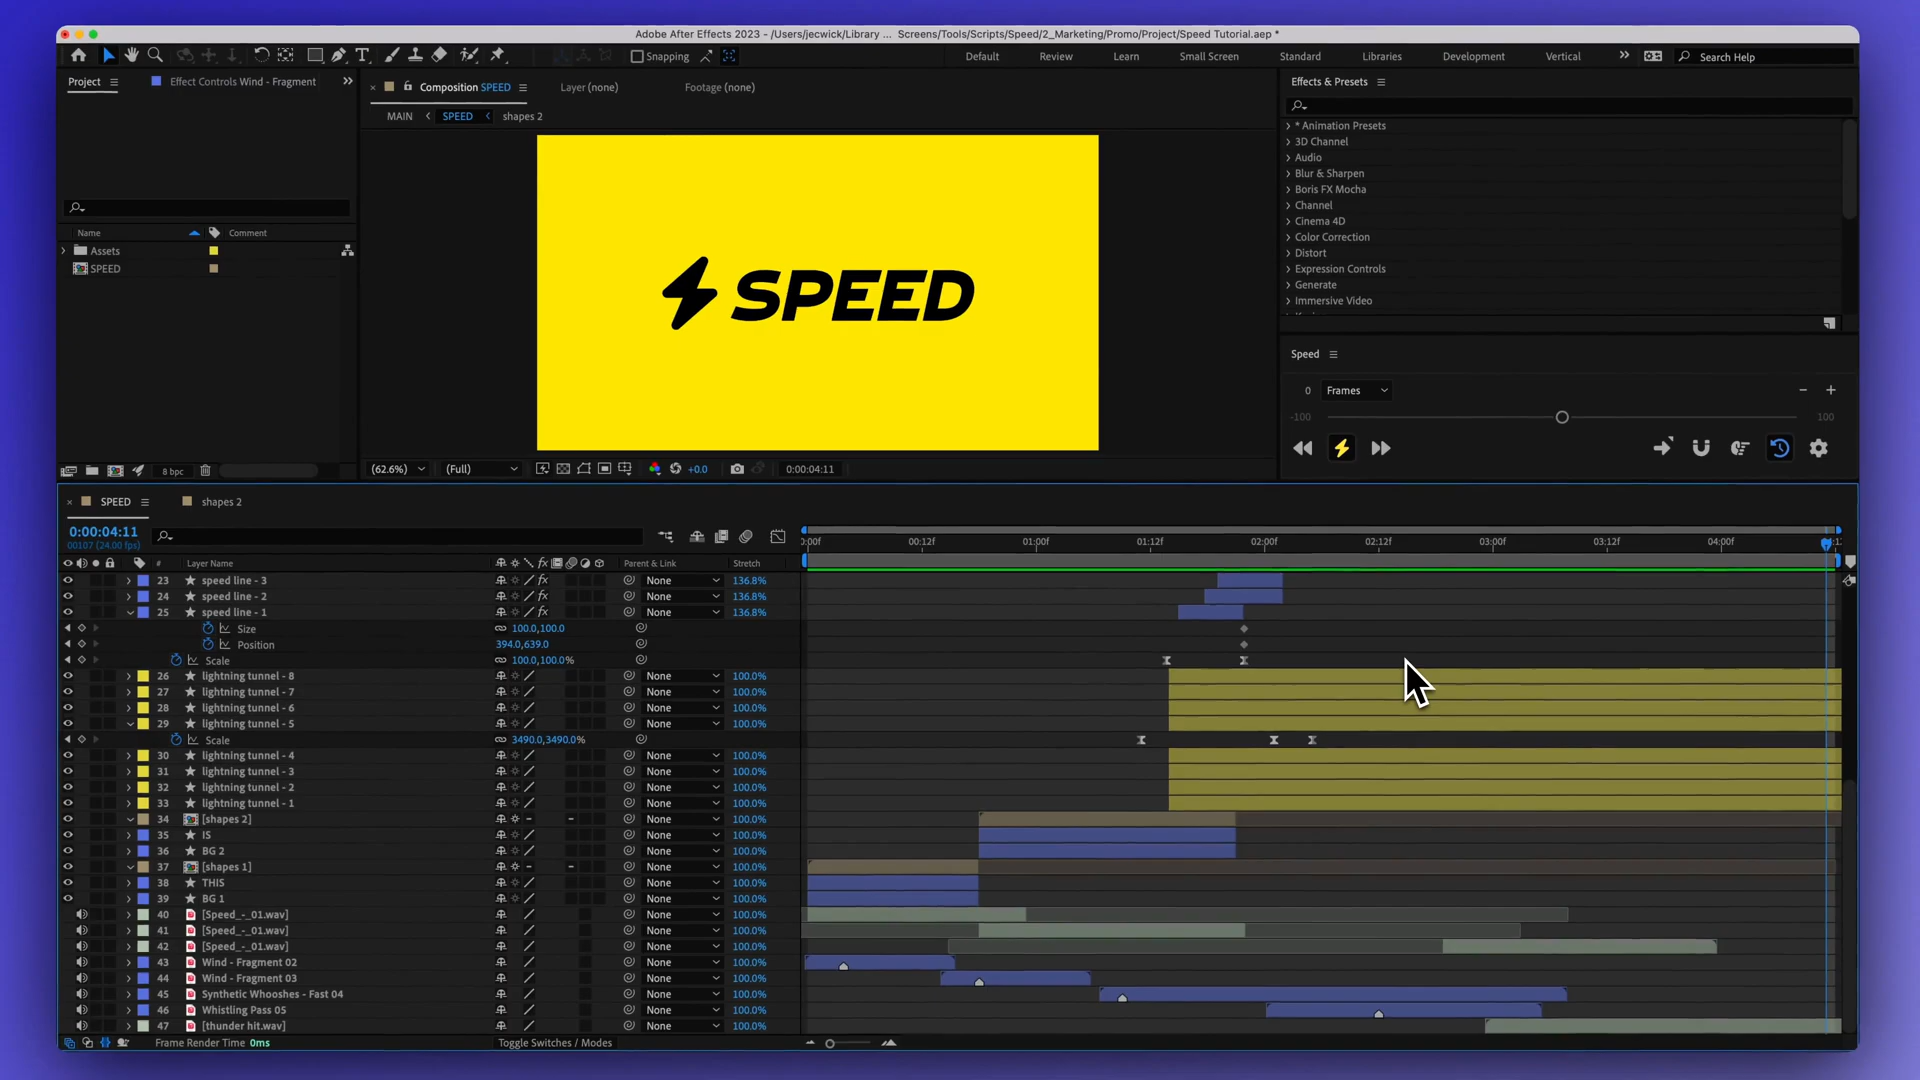 Adobe After Effects 2023 - /Users/jecwick/Library ... Screens/Tools/Scripts/Speed/2_Marketing/Promo/Project/Speed Tutorial.aep *
Snapping
Default Review Learn Small Screen Standard Libraries Development Vertical
Search Help
Project
Effect Controls Wind - Fragment
Composition SPEED
Layer (none)
Footage (none)
MAIN
SPEED
shapes 2
Name
Comment
Assets
SPEED
8 bpc
SPEED
(62.6%)
(Full)
+0.0
0:00:04:11
Effects & Presets
* Animation Presets
3D Channel
Audio
Blur & Sharpen
Boris FX Mocha
Channel
Cinema 4D
Color Correction
Distort
Expression Controls
Generate
Immersive Video
Speed
0 Frames
-100 100
SPEED
shapes 2
0:00:04:11
00107 (24.00 fps)
00f 00:12f 01:00f 01:12f 02:00f 02:12f 03:00f 03:12f 04:00f
# Layer Name fx Parent & Link Stretch
23 speed line - 3 fx None 136.8%
24 speed line - 2 fx None 136.8%
25 speed line - 1 fx None 136.8%
Size 100.0,100.0
Position 394.0,639.0
Scale 100.0,100.0%
26 lightning tunnel - 8 None 100.0%
27 lightning tunnel - 7 None 100.0%
28 lightning tunnel - 6 None 100.0%
29 lightning tunnel - 5 None 100.0%
Scale 3490.0,3490.0%
30 lightning tunnel - 4 None 100.0%
31 lightning tunnel - 3 None 100.0%
32 lightning tunnel - 2 None 100.0%
33 lightning tunnel - 1 None 100.0%
34 [shapes 2] None 100.0%
35 IS None 100.0%
36 BG 2 None 100.0%
37 [shapes 1] None 100.0%
38 THIS None 100.0%
39 BG 1 None 100.0%
40 [Speed_-_01.wav] None 100.0%
41 [Speed_-_01.wav] None 100.0%
42 [Speed_-_01.wav] None 100.0%
43 Wind - Fragment 02 None 100.0%
44 Wind - Fragment 03 None 100.0%
45 Synthetic Whooshes - Fast 04 None 100.0%
46 Whistling Pass 05 None 100.0%
47 [thunder hit.wav] None 100.0%
Frame Render Time 0ms
Toggle Switches / Modes